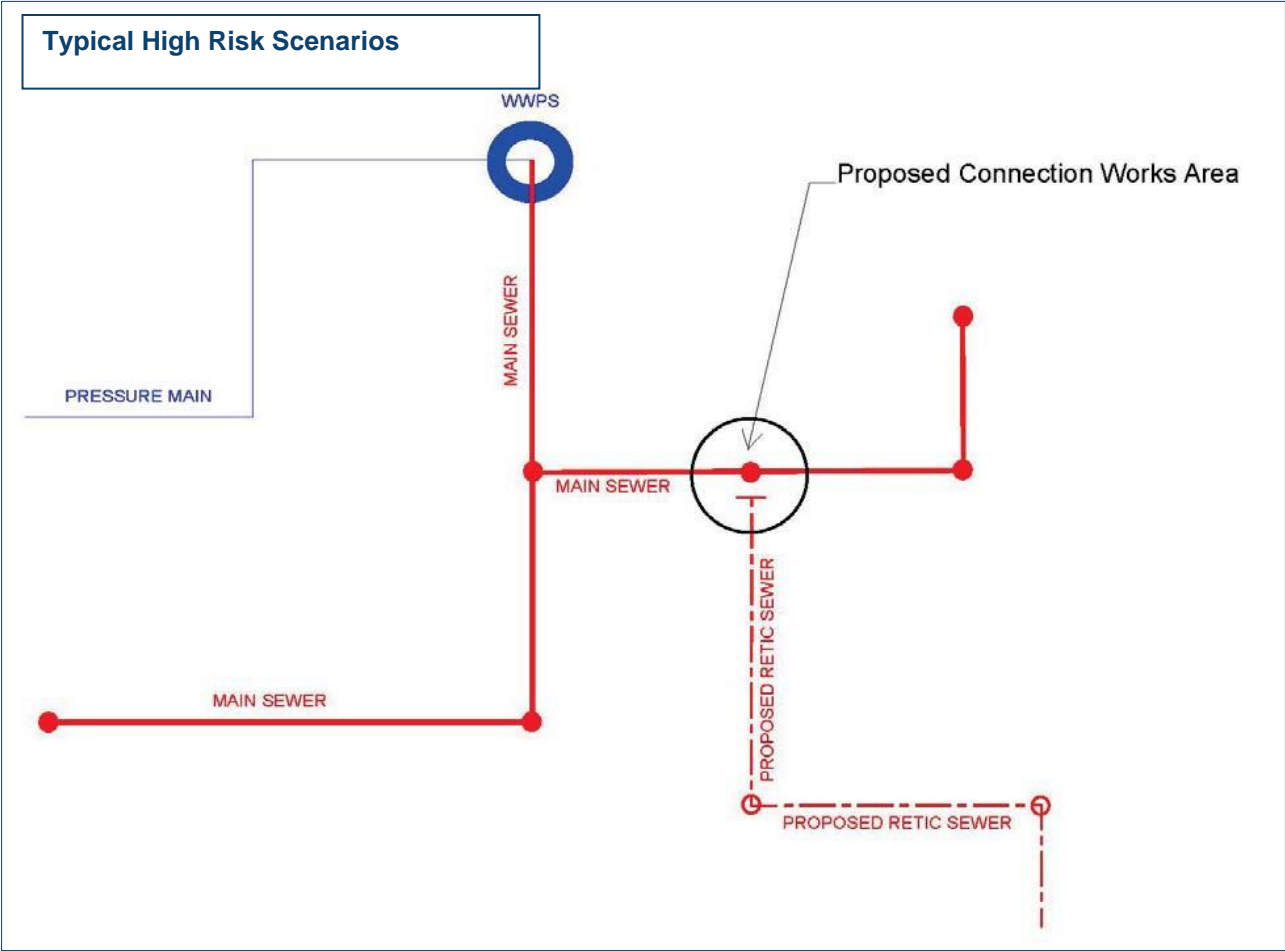 Typical High Risk Scenarios
WWPS
Proposed Connection Works Area
MAIN SEWER
PRESSURE MAIN
MAIN SEWER
PROPOSED RETIC SEWER
MAIN SEWER
PROPOSED RETIC SEWER